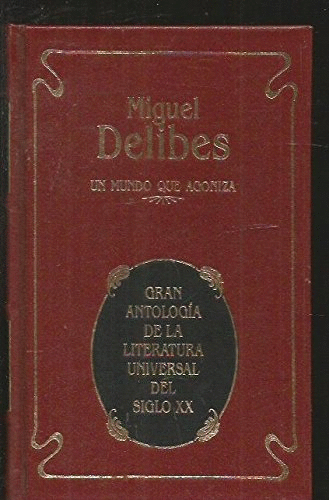 Miguel
Delibes
UN MUNDO QUE AGONIZA
GRAN
ANTOLOGÍA
DE LA
LITERATURA
UNIVERSAL
DEL
SIGLO XX